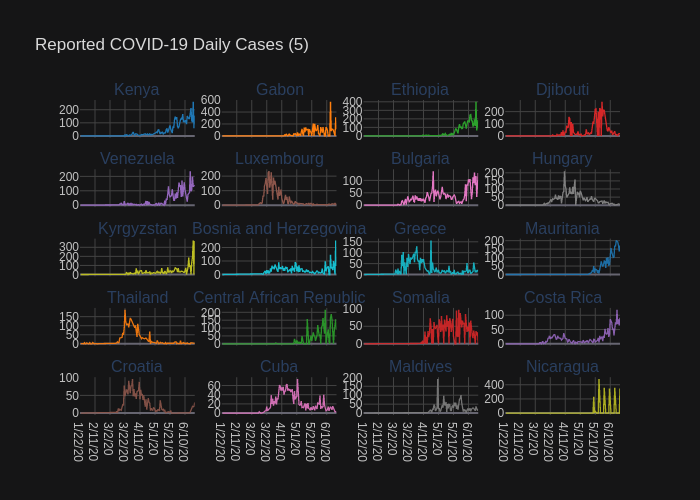 Reported COVID-19 Daily Cases (5)
Kenya Gabon Ethiopia Djibouti
200 100 0 600 400 200 0 400 300 200 100 0 200 100 0
Venezuela Luxembourg Bulgaria Hungary
200 100 0 200 100 0 100 50 0 200 150 100 50 0
Kyrgyzstan Bosnia and Herzegovina Greece Mauritania
300 200 100 0 200 100 0 150 100 50 0 200 150 100 50 0
Thailand Central African Republic Somalia Costa Rica
150 100 50 0 200 150 100 50 0 100 50 0 100 50 0
Croatia Cuba Maldives Nicaragua
100 50 0 60 40 20 0 200 150 100 50 0 400 200 0
1/22/20 2/11/20 3/2/20 3/22/20 4/11/20 5/1/20 5/21/20 6/10/20 1/22/20 2/11/20 3/2/20 3/22/20 4/11/20 5/1/20 5/21/20 6/10/20 1/22/20 2/11/20 3/2/20 3/22/20 4/11/20 5/1/20 5/21/20 6/10/20 1/22/20 2/11/20 3/2/20 3/22/20 4/11/20 5/1/20 5/21/20 6/10/20